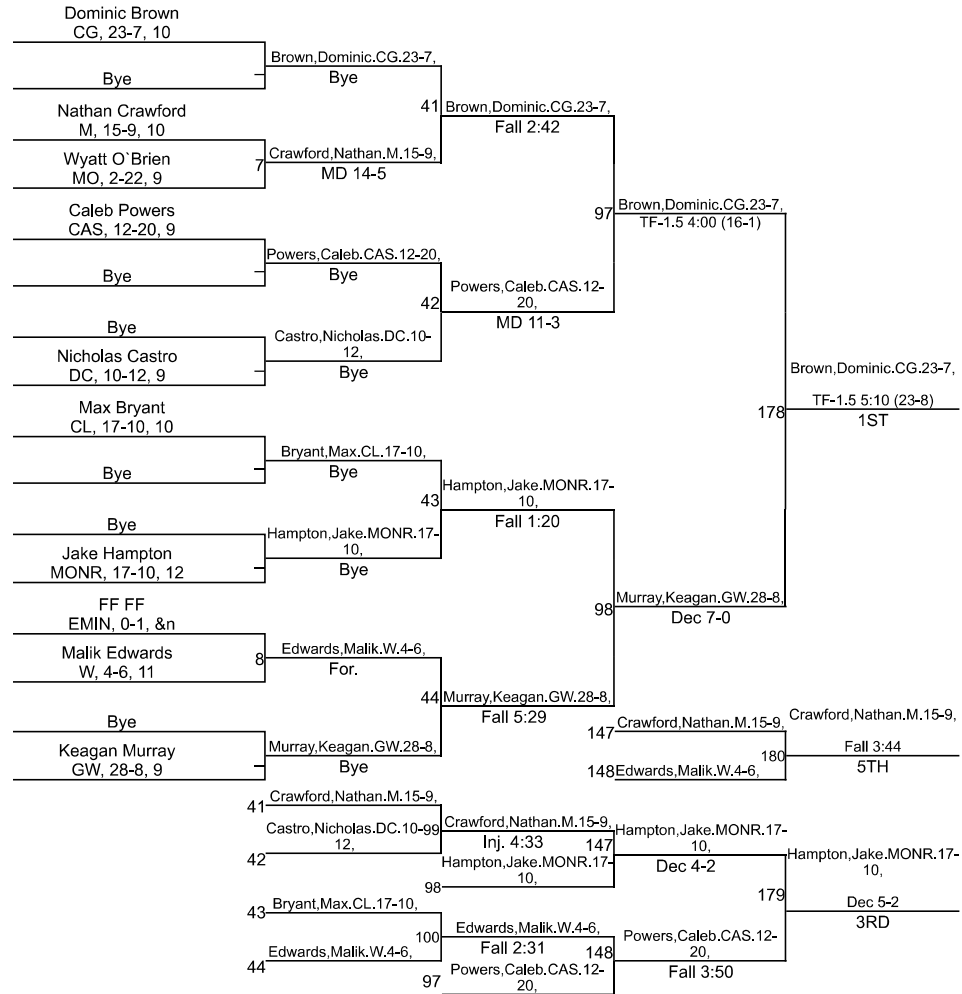 Dominic Brown
CG, 23-7, 10
Brown,Dominic.CG.23-7,
Bye
Bye
41
Brown,Dominic.CG.23-7,
Fall 2:42
Nathan Crawford
M, 15-9, 10
7
Crawford,Nathan.M.15-9,
MD 14-5
Wyatt O`Brien
MO, 2-22, 9
97
Brown,Dominic.CG.23-7,
TF-1.5 4:00 (16-1)
Caleb Powers
CAS, 12-20, 9
Powers,Caleb.CAS.12-20,
Bye
Bye
42
Powers,Caleb.CAS.12-
20,
MD 11-3
Bye
Castro,Nicholas.DC.10-
12,
Bye
Nicholas Castro
DC, 10-12, 9
178
Brown,Dominic.CG.23-7,
TF-1.5 5:10 (23-8)
1ST
Max Bryant
CL, 17-10, 10
Bryant,Max.CL.17-10,
Bye
Bye
43
Hampton,Jake.MONR.17-
10,
Fall 1:20
Bye
Hampton,Jake.MONR.17-
10,
Bye
Jake Hampton
MONR, 17-10, 12
98
Murray,Keagan.GW.28-8,
Dec 7-0
FF FF
EMIN, 0-1, &n
8
Edwards,Malik.W.4-6,
For.
Malik Edwards
W, 4-6, 11
44
Murray,Keagan.GW.28-8,
Fall 5:29
Bye
Murray,Keagan.GW.28-8,
Bye
Keagan Murray
GW, 28-8, 9
147
Crawford,Nathan.M.15-9,
148
Edwards,Malik.W.4-6,
180
Crawford,Nathan.M.15-9,
Fall 3:44
5TH
41
Crawford,Nathan.M.15-9,
42
Castro,Nicholas.DC.10-
12,
99
Crawford,Nathan.M.15-9,
Inj. 4:33
98
Hampton,Jake.MONR.17-
10,
147
Hampton,Jake.MONR.17-
10,
Dec 4-2
43
Bryant,Max.CL.17-10,
44
Edwards,Malik.W.4-6,
100
Edwards,Malik.W.4-6,
Fall 2:31
97
Powers,Caleb.CAS.12-
20,
148
Powers,Caleb.CAS.12-
20,
Fall 3:50
179
Hampton,Jake.MONR.17-
10,
Dec 5-2
3RD